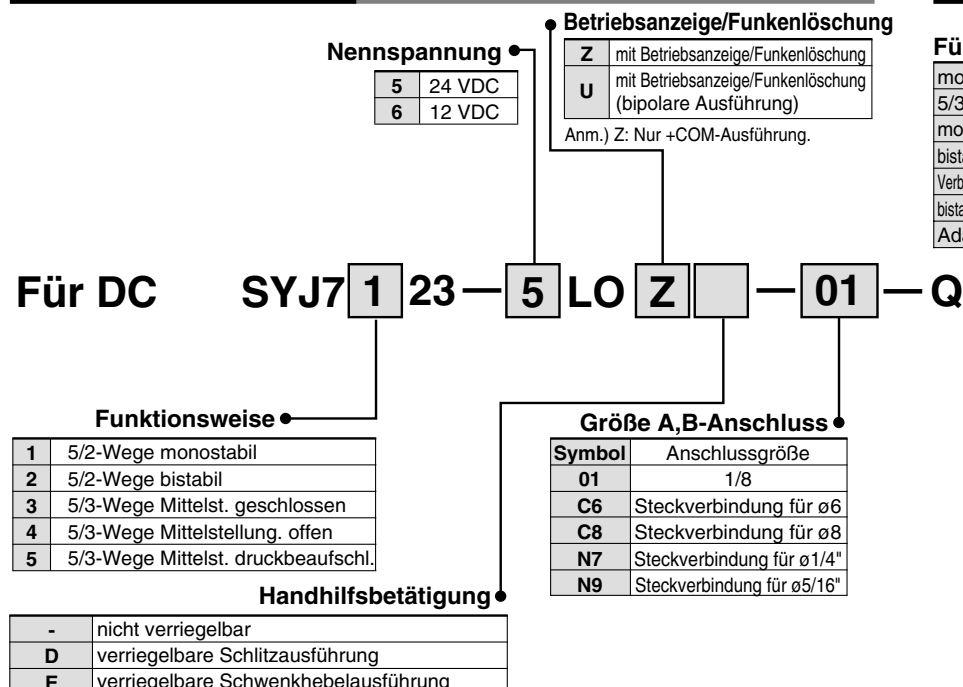 Betriebsanzeige/Funkenlöschung
Z mit Betriebsanzeige/Funkenlöschung
U mit Betriebsanzeige/Funkenlöschung
(bipolare Ausführung)
Anm.) Z: Nur +COM-Ausführung.
Nennspannung
5 24 VDC
6 12 VDC
5/3
Für DC SYJ7 1 23 — 5 LO Z — 01 — Q
Funktionsweise
1 5/2-Wege monostabil
2 5/2-Wege bistabil
3 5/3-Wege Mittelst. geschlossen
4 5/3-Wege Mittelstellung. offen
5 5/3-Wege Mittelst. druckbeaufschl.
Größe A,B-Anschluss
Symbol Anschlussgröße
01 1/8
C6 Steckverbindung für ø6
C8 Steckverbindung für ø8
N7 Steckverbindung für ø1/4"
N9 Steckverbindung für ø5/16"
Handhilfsbetätigung
- nicht verriegelbar
D verriegelbare Schlitzausführung
E verriegelbare Schwenkhebelausführung